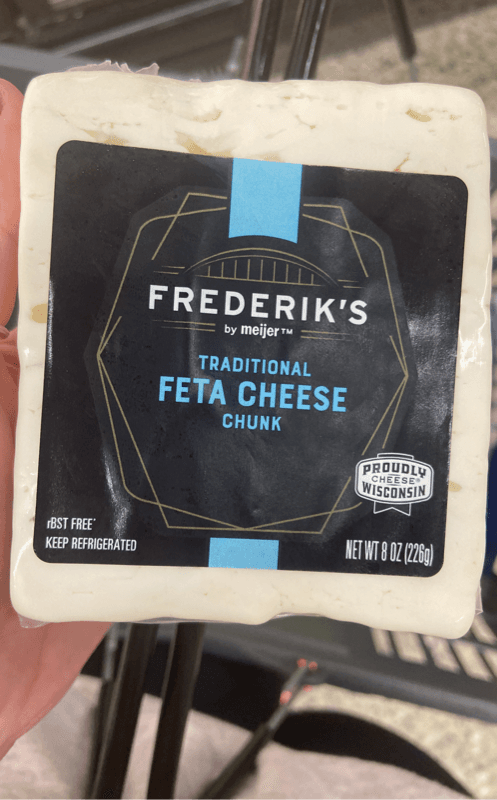 FREDERIK'S
by meijer™
TRADITIONAL
FETA CHEESE
CHUNK
PROUDLY
CHEESE®
WISCONSIN
rBST FREE*
KEEP REFRIGERATED
NET WT 8 OZ (226g)